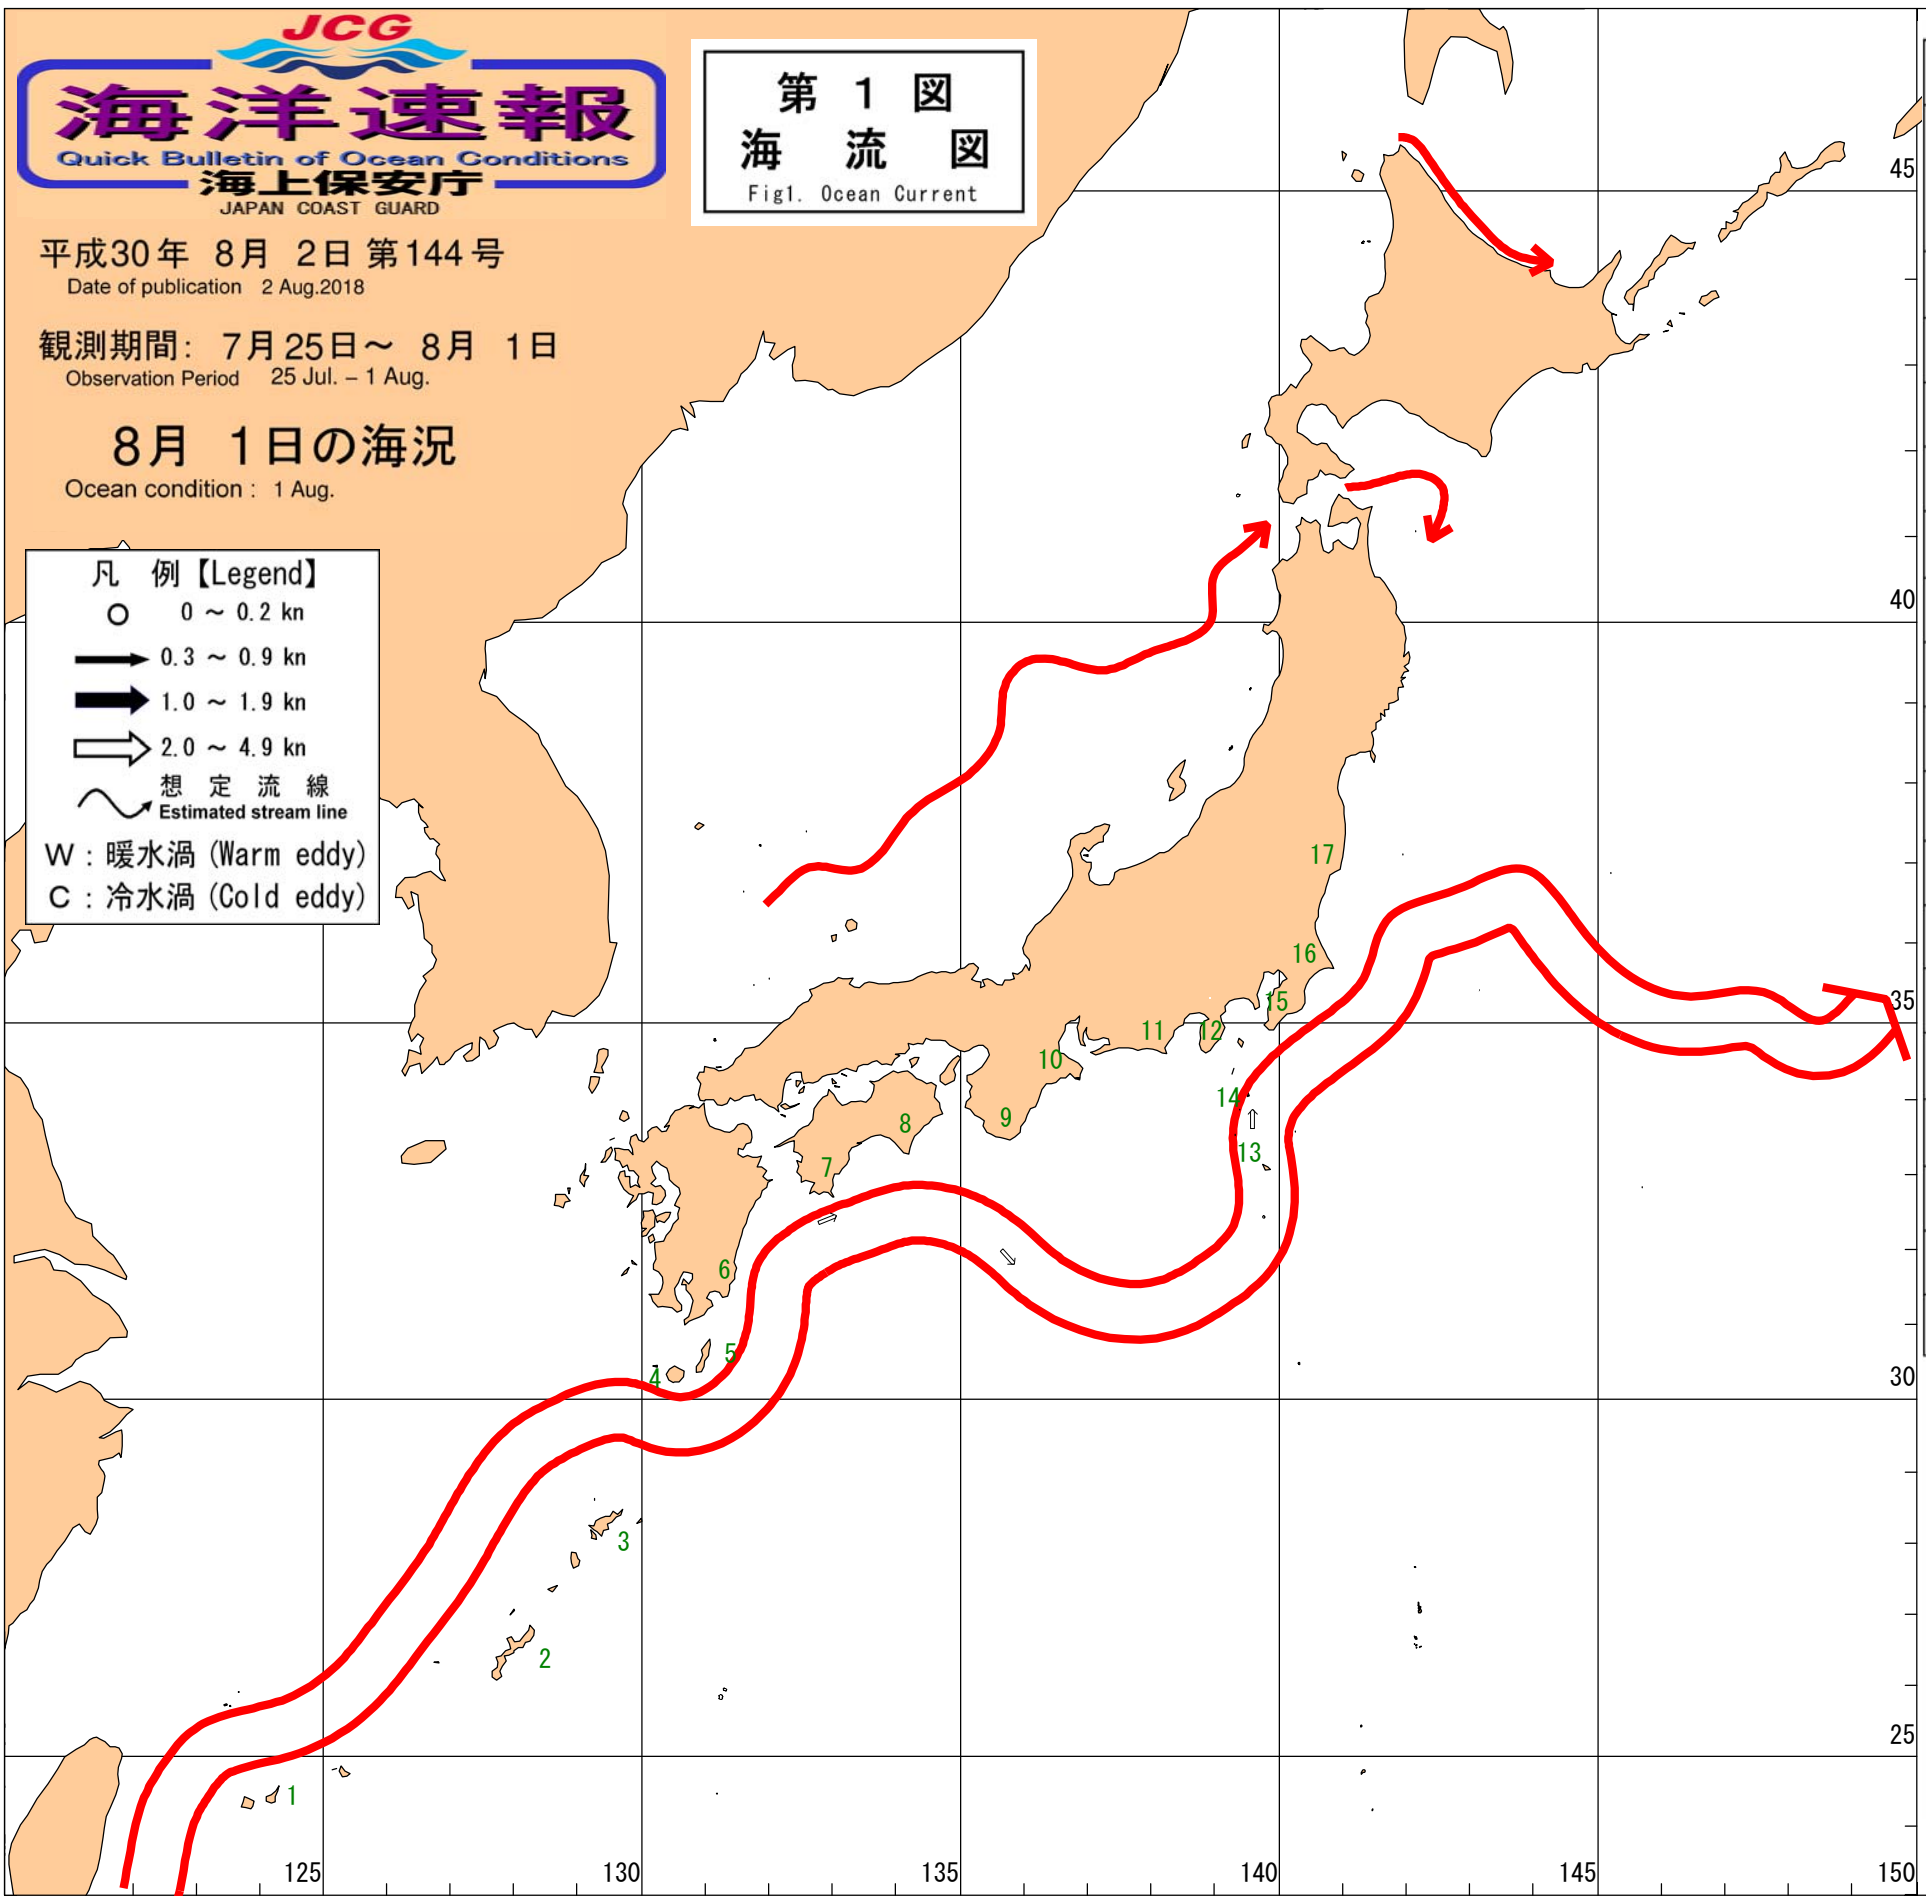 JCG
海洋速報
Quick Bulletin of Ocean Conditions
海上保安庁
JAPAN COAST GUARD
平成30年 8月 2日 第144号
Date of publication 2 Aug.2018
観測期間： 7月25日～ 8月 1日
Observation Period 25 Jul. – 1 Aug.
8月 1日の海況
Ocean condition : 1 Aug.
第 1 図
海 流 図
Fig1. Ocean Current
凡 例【Legend】
0 ～ 0.2 kn
0.3 ～ 0.9 kn
1.0 ～ 1.9 kn
2.0 ～ 4.9 kn
想 定 流 線
Estimated stream line
W : 暖水渦 (Warm eddy)
C : 冷水渦 (Cold eddy)
45
40
17
16
35
15
11
12
10
14
8
9
13
7
6
5
4
30
3
2
25
1
125
130
135
140
145
150